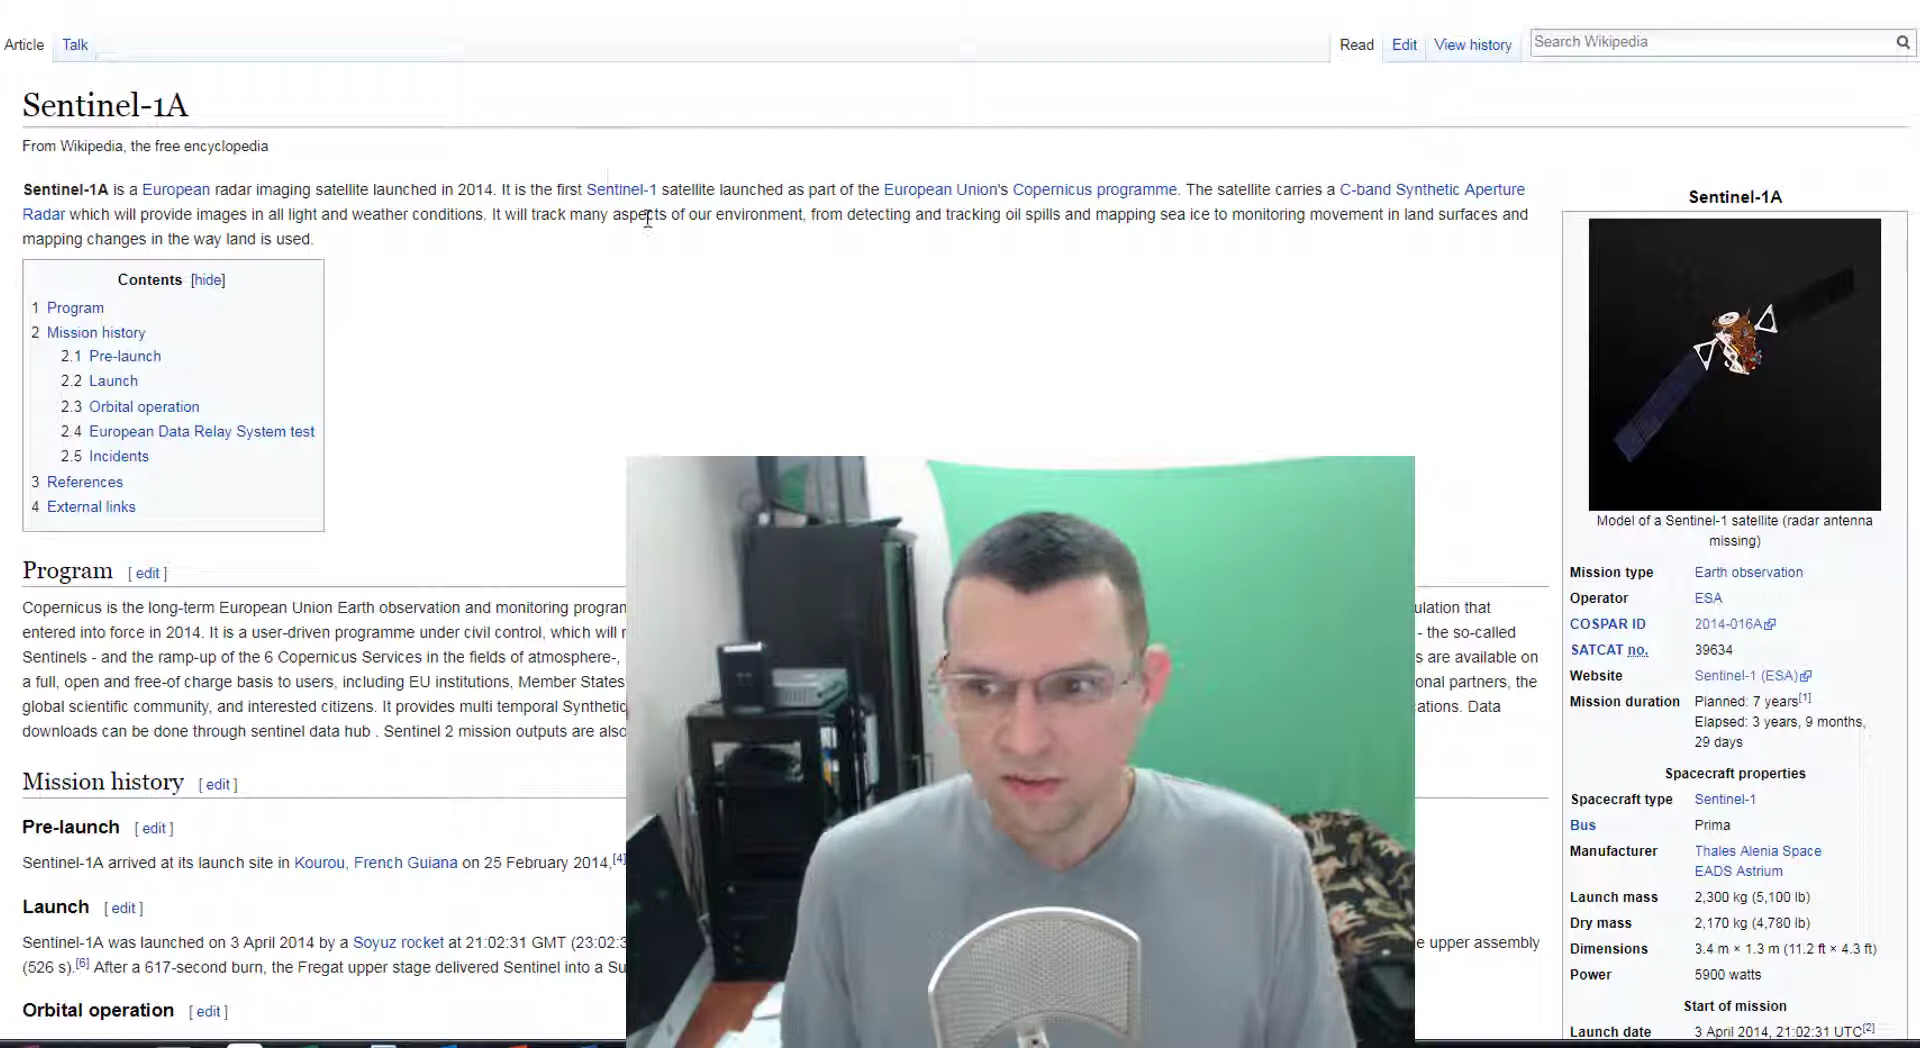 Article
Talk
Read
Edit
View history
Search Wikipedia
Sentinel-1A
From Wikipedia, the free encyclopedia
Sentinel-1A is a European radar imaging satellite launched in 2014. It is the first Sentinel-1 satellite launched as part of the European Union's Copernicus programme. The satellite carries a C-band Synthetic Aperture
Radar which will provide images in all light and weather conditions. It will track many aspects of our environment, from detecting and tracking oil spills and mapping sea ice to monitoring movement in land surfaces and
mapping changes in the way land is used.
Contents [hide]
1 Program
2 Mission history
2.1 Pre-launch
2.2 Launch
2.3 Orbital operation
2.4 European Data Relay System test
2.5 Incidents
3 References
4 External links
Program [ edit ]
Copernicus is the long-term European Union Earth observation and monitoring program
ulation that
entered into force in 2014. It is a user-driven programme under civil control, which will
- the so-called
Sentinels - and the ramp-up of the 6 Copernicus Services in the fields of atmosphere-,
s are available on
a full, open and free-of charge basis to users, including EU institutions, Member States
onal partners, the
global scientific community, and interested citizens. It provides multi temporal Synthetic
ations. Data
downloads can be done through sentinel data hub . Sentinel 2 mission outputs are also
Mission history [ edit ]
Pre-launch [ edit ]
Sentinel-1A arrived at its launch site in Kourou, French Guiana on 25 February 2014.[4]
Launch [ edit ]
Sentinel-1A was launched on 3 April 2014 by a Soyuz rocket at 21:02:31 GMT (23:02:3
e upper assembly
(526 s).[6] After a 617-second burn, the Fregat upper stage delivered Sentinel into a Su
Orbital operation [ edit ]
Sentinel-1A
Model of a Sentinel-1 satellite (radar antenna
missing)
Mission type Earth observation
Operator ESA
COSPAR ID 2014-016A
SATCAT no. 39634
Website Sentinel-1 (ESA)
Mission duration Planned: 7 years[1]
Elapsed: 3 years, 9 months,
29 days
Spacecraft properties
Spacecraft type Sentinel-1
Bus Prima
Manufacturer Thales Alenia Space
EADS Astrium
Launch mass 2,300 kg (5,100 lb)
Dry mass 2,170 kg (4,780 lb)
Dimensions 3.4 m × 1.3 m (11.2 ft × 4.3 ft)
Power 5900 watts
Start of mission
Launch date 3 April 2014, 21:02:31 UTC[2]